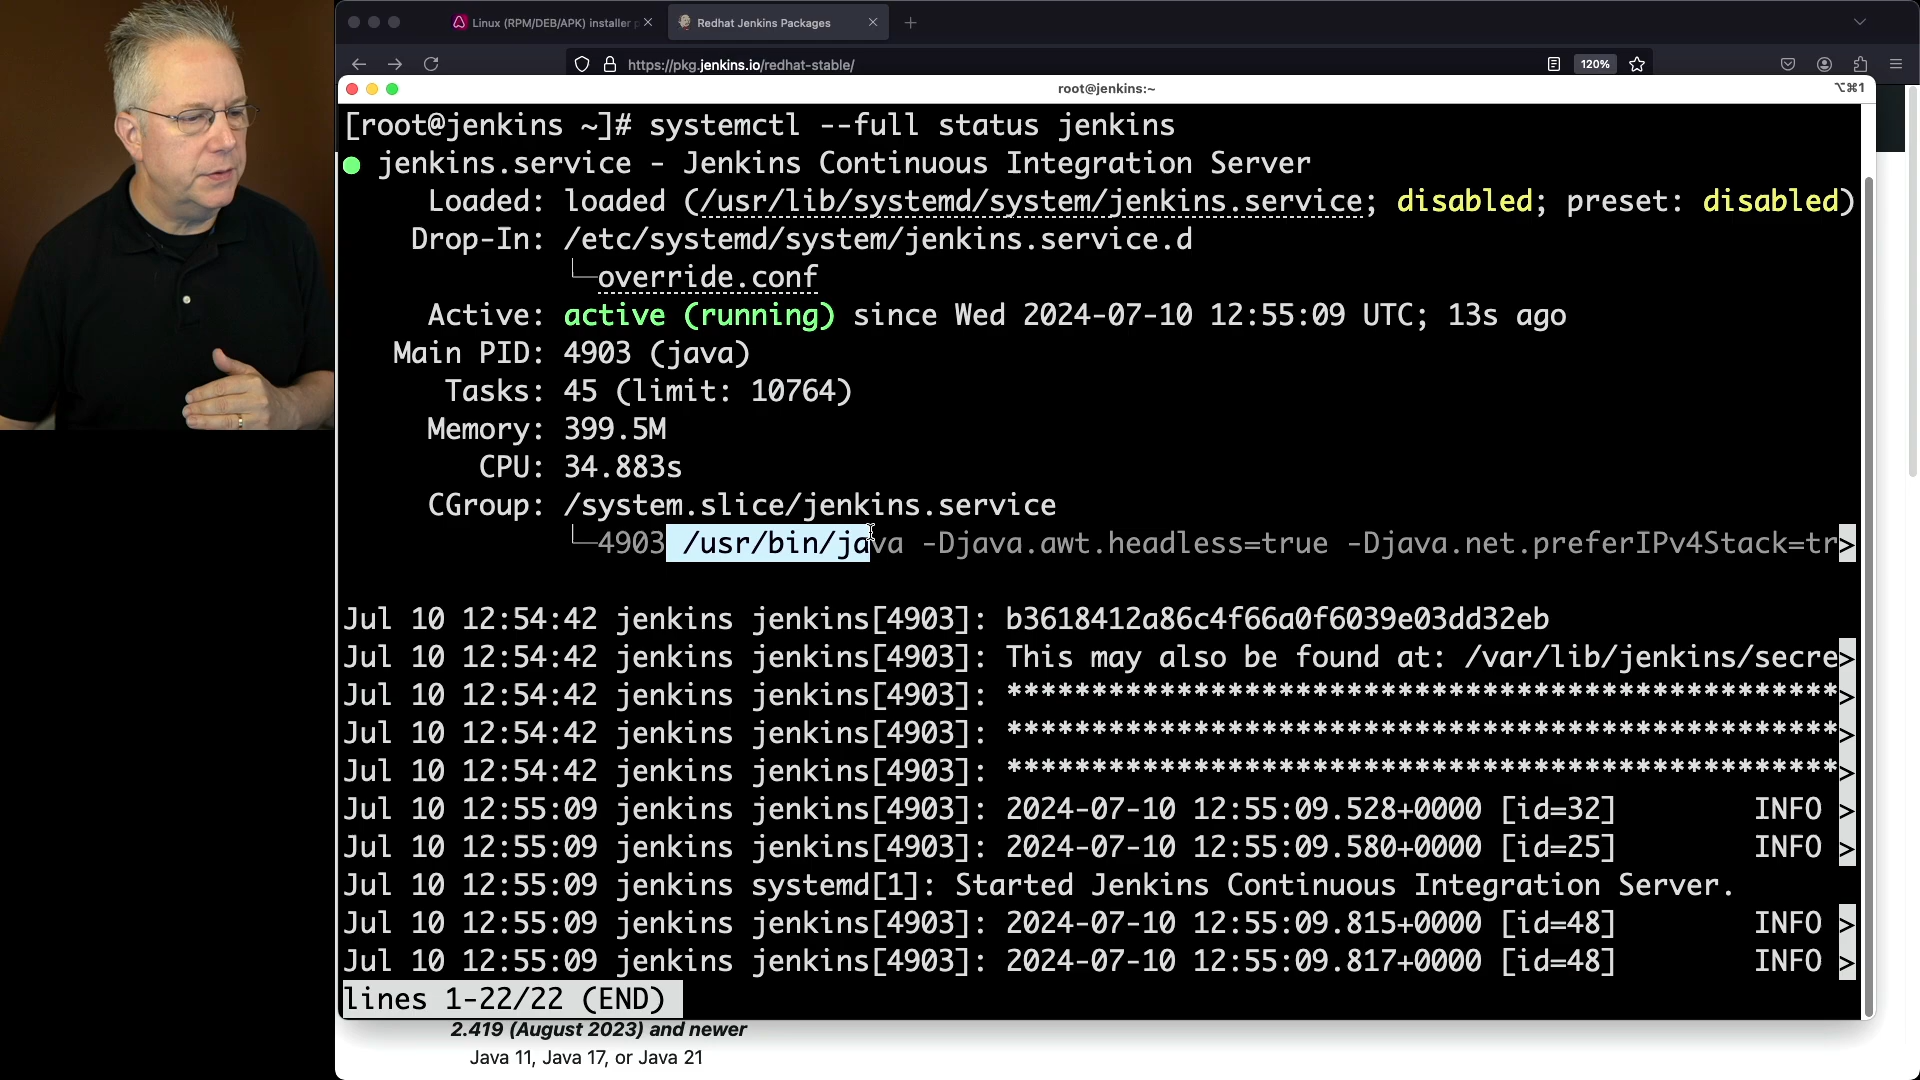 Linux (RPM/DEB/APK) installer p
Redhat Jenkins Packages
https://pkg.jenkins.io/redhat-stable/
120%
root@jenkins:~
⌥⌘1
[root@jenkins ~]# systemctl --full status jenkins
● jenkins.service - Jenkins Continuous Integration Server
Loaded: loaded (/usr/lib/systemd/system/jenkins.service; disabled; preset: disabled)
Drop-In: /etc/systemd/system/jenkins.service.d
└─override.conf
Active: active (running) since Wed 2024-07-10 12:55:09 UTC; 13s ago
Main PID: 4903 (java)
Tasks: 45 (limit: 10764)
Memory: 399.5M
CPU: 34.883s
CGroup: /system.slice/jenkins.service
└─4903 /usr/bin/java -Djava.awt.headless=true -Djava.net.preferIPv4Stack=tr>
Jul 10 12:54:42 jenkins jenkins[4903]: b3618412a86c4f66a0f6039e03dd32eb
Jul 10 12:54:42 jenkins jenkins[4903]: This may also be found at: /var/lib/jenkins/secre>
Jul 10 12:54:42 jenkins jenkins[4903]: *************************************************>
Jul 10 12:54:42 jenkins jenkins[4903]: *************************************************>
Jul 10 12:54:42 jenkins jenkins[4903]: *************************************************>
Jul 10 12:55:09 jenkins jenkins[4903]: 2024-07-10 12:55:09.528+0000 [id=32] INFO >
Jul 10 12:55:09 jenkins jenkins[4903]: 2024-07-10 12:55:09.580+0000 [id=25] INFO >
Jul 10 12:55:09 jenkins systemd[1]: Started Jenkins Continuous Integration Server.
Jul 10 12:55:09 jenkins jenkins[4903]: 2024-07-10 12:55:09.815+0000 [id=48] INFO >
Jul 10 12:55:09 jenkins jenkins[4903]: 2024-07-10 12:55:09.817+0000 [id=48] INFO >
lines 1-22/22 (END)
2.419 (August 2023) and newer
Java 11, Java 17, or Java 21